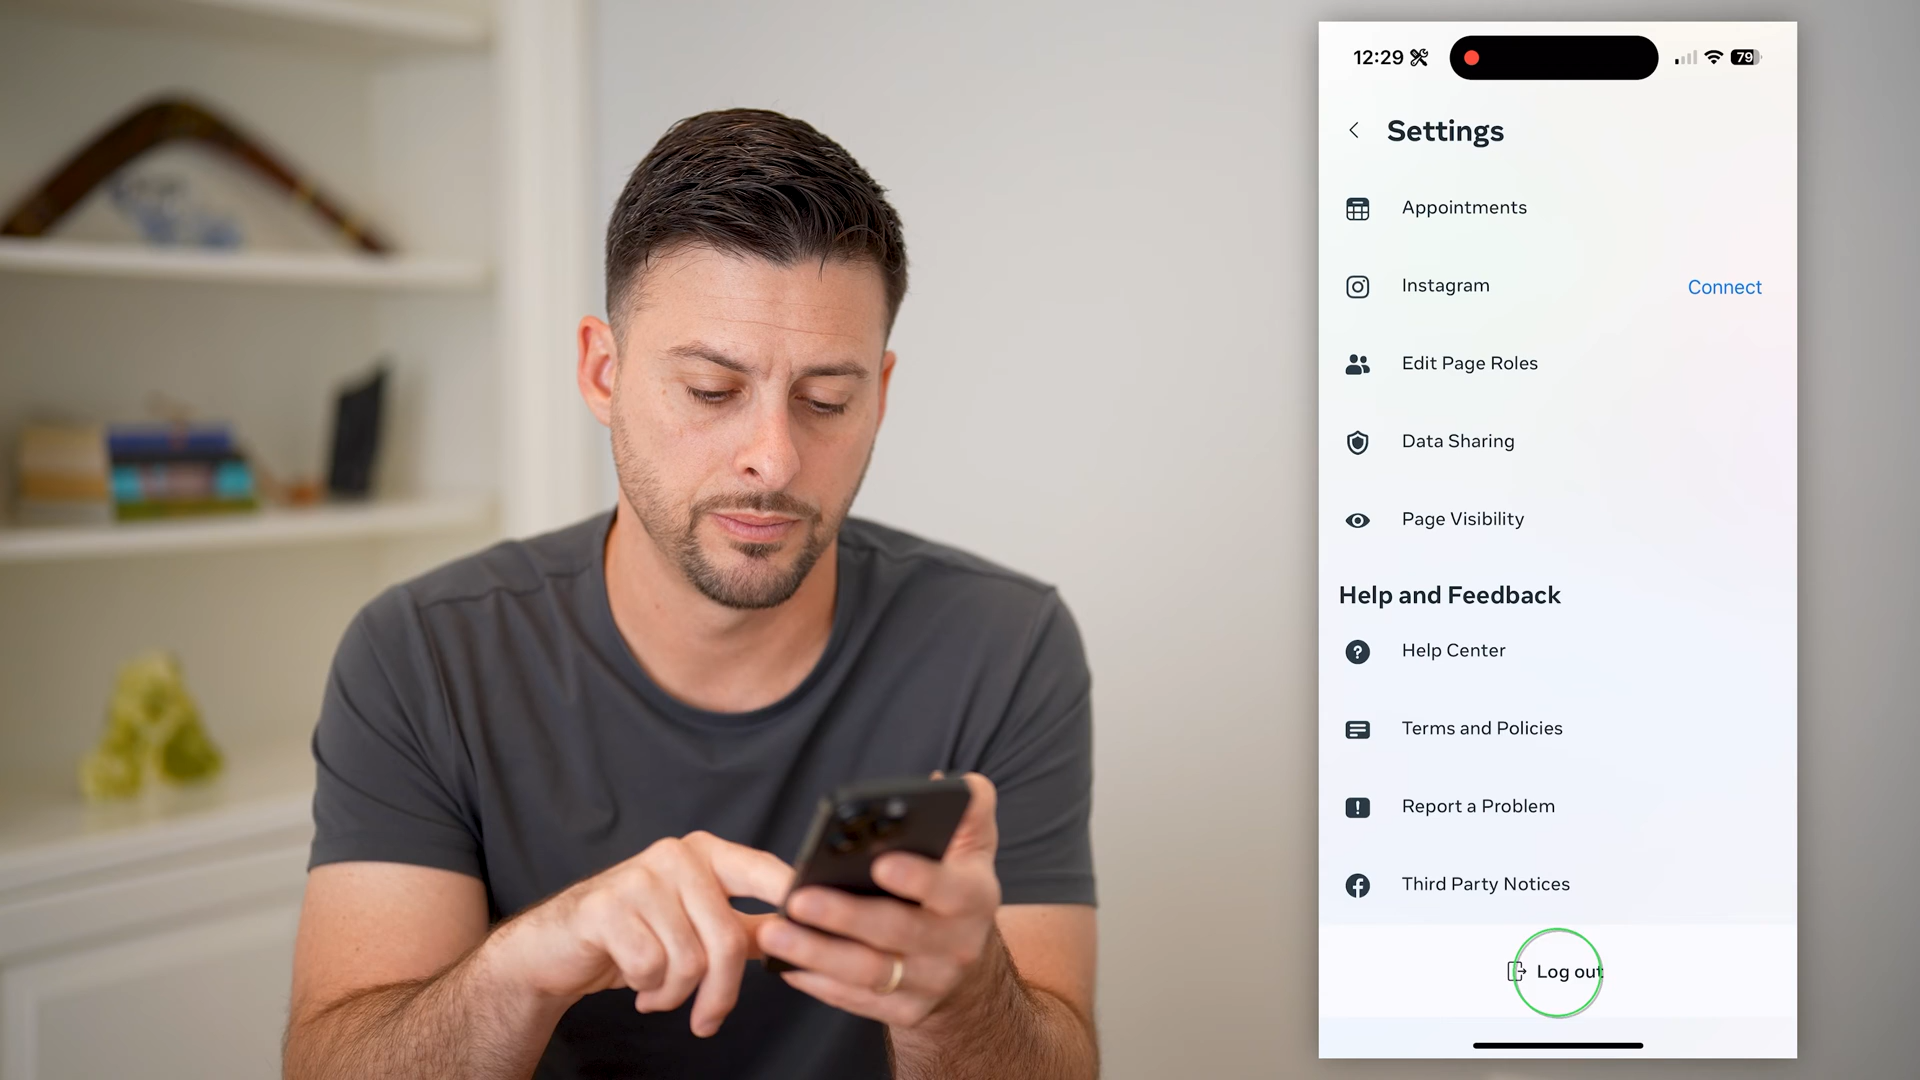 12:29
79
Settings
Appointments
Instagram
Connect
Edit Page Roles
Data Sharing
Page Visibility
Help and Feedback
Help Center
Terms and Policies
Report a Problem
Third Party Notices
Log out